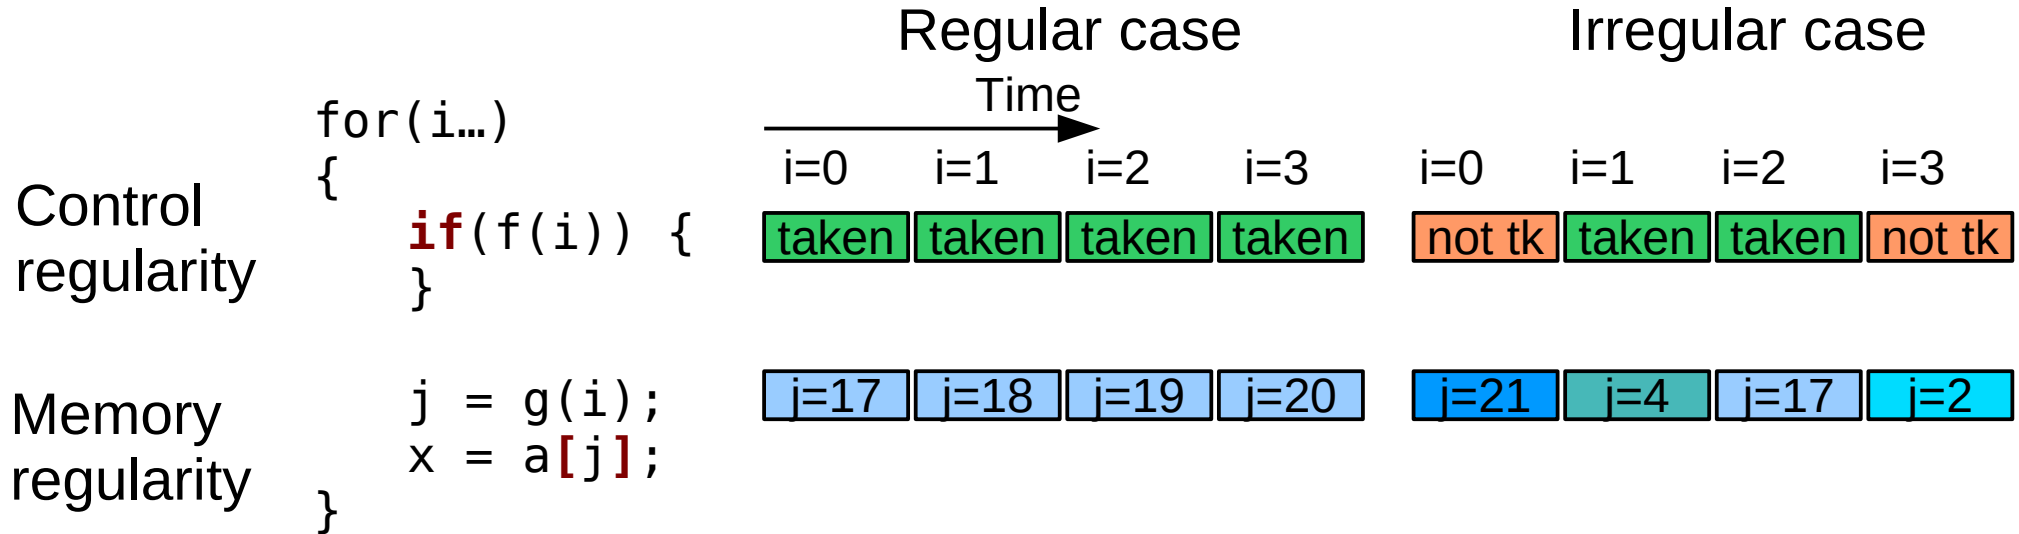 Regular case Irregular case
Time
for(i…)
{
i=0 i=1 i=2 i=3 i=0 i=1 i=2 i=3
Control
regularity
if(f(i)) {
taken taken taken taken not tk taken taken not tk
}
Memory
regularity
j = g(i);
j=17 j=18 j=19 j=20 j=21 j=4 j=17 j=2
x = a[j];
}